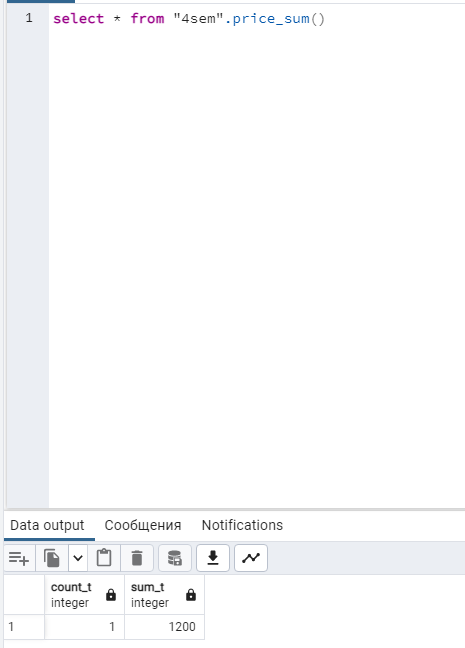 1 select * from "4sem".price_sum()
Data output Сообщения Notifications
count_t sum_t
integer integer
1 1 1200